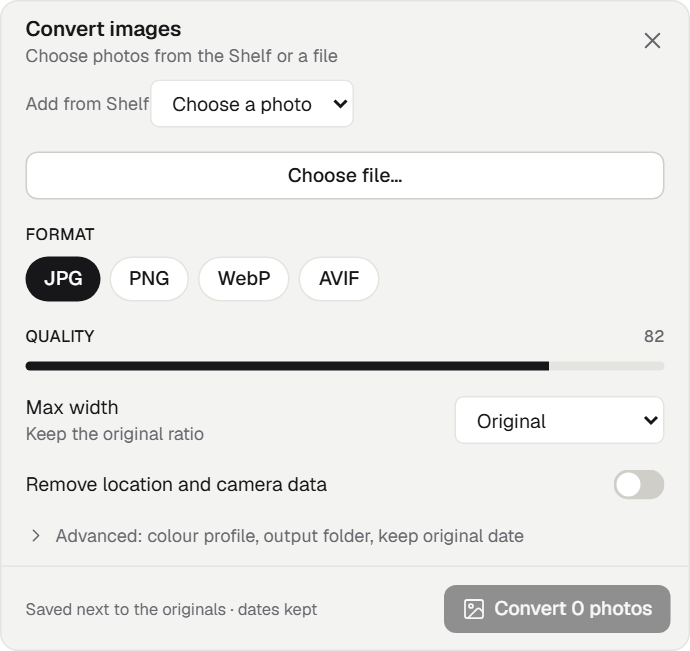 Convert images
Choose photos from the Shelf or a file
Add from Shelf Choose a photo
Choose file...
FORMAT
JPG PNG WebP AVIF
QUALITY 82
Max width
Original
Keep the original ratio
Remove location and camera data
Advanced: colour profile, output folder, keep original date
Saved next to the originals · dates kept Convert 0 photos